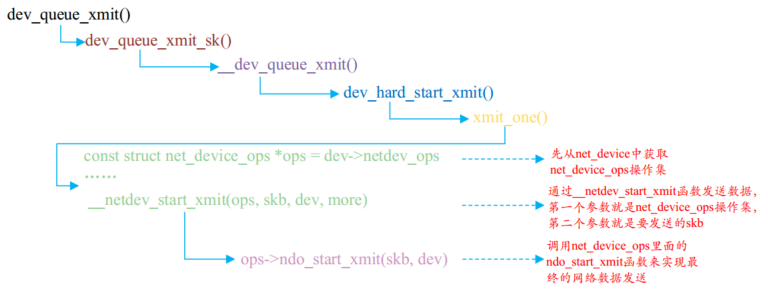 dev_queue_xmit()
dev_queue_xmit_sk()
__dev_queue_xmit()
dev_hard_start_xmit()
xmit_one()
const struct net_device_ops *ops = dev->netdev_ops
先从net_device中获取
net_device_ops操作集
……
__netdev_start_xmit(ops, skb, dev, more)
通过__netdev_start_xmit函数发送数据,
第一个参数就是net_device_ops操作集,
第二个参数就是要发送的skb
ops->ndo_start_xmit(skb, dev)
调用net_device_ops里面的
ndo_start_xmit函数来实现最
终的网络数据发送